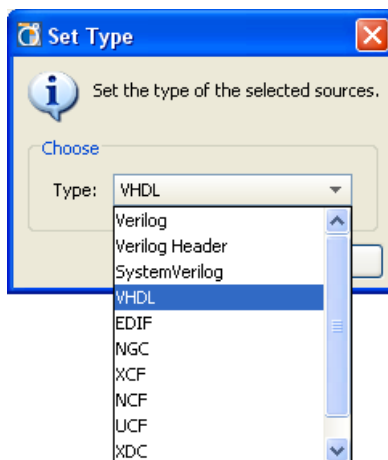 Set Type
Set the type of the selected sources.
Choose
Type: VHDL
Verilog
Verilog Header
SystemVerilog
VHDL
EDIF
NGC
XCF
NCF
UCF
XDC